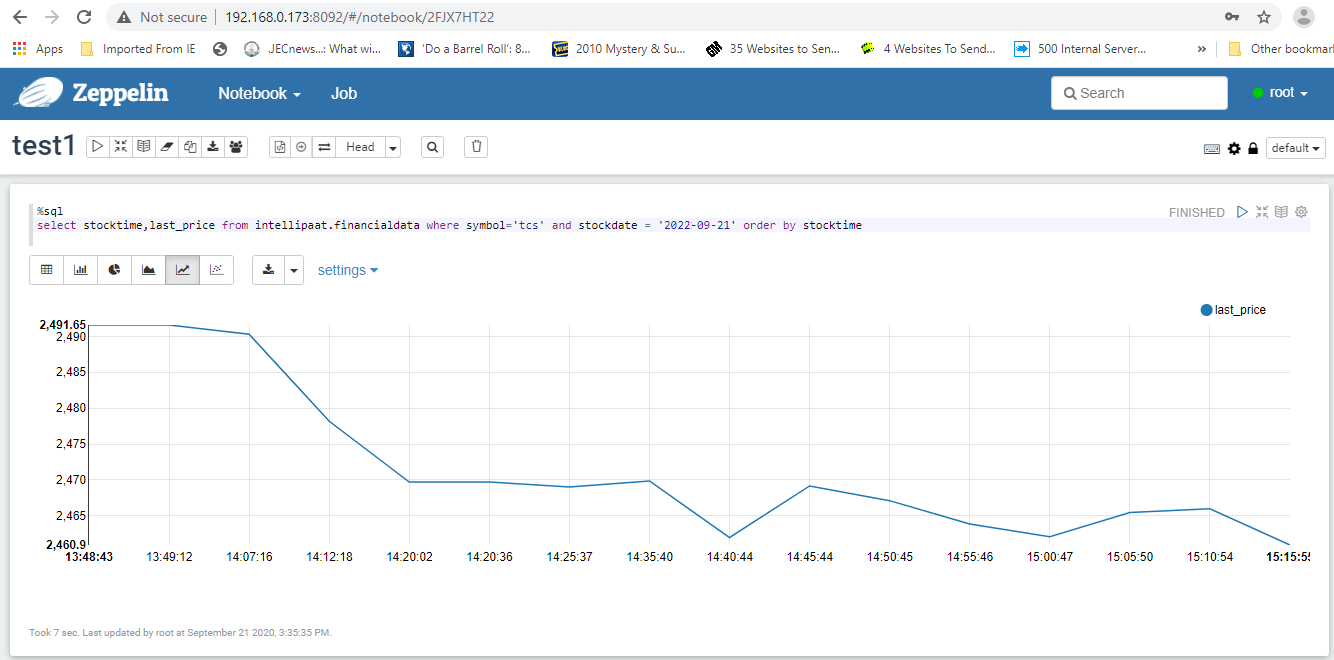 Not secure | 192.168.0.173:8092/#/notebook/2FJX7HT22
Apps Imported From IE JECnews...: What wi... 'Do a Barrel Roll': 8... 2010 Mystery & Su... 35 Websites to Sen... 4 Websites To Send... 500 Internal Server... » Other bookmar
Zeppelin Notebook Job Search root
test1 Head default
%sql
FINISHED
select stocktime,last_price from intellipaat.financialdata where symbol='tcs' and stockdate = '2022-09-21' order by stocktime
settings
last_price
2,491.65
2,490
2,485
2,480
2,475
2,470
2,465
2,460.9
13:48:43 13:49:12 14:07:16 14:12:18 14:20:02 14:20:36 14:25:37 14:35:40 14:40:44 14:45:44 14:50:45 14:55:46 15:00:47 15:05:50 15:10:54 15:15:55
Took 7 sec. Last updated by root at September 21 2020, 3:35:35 PM.